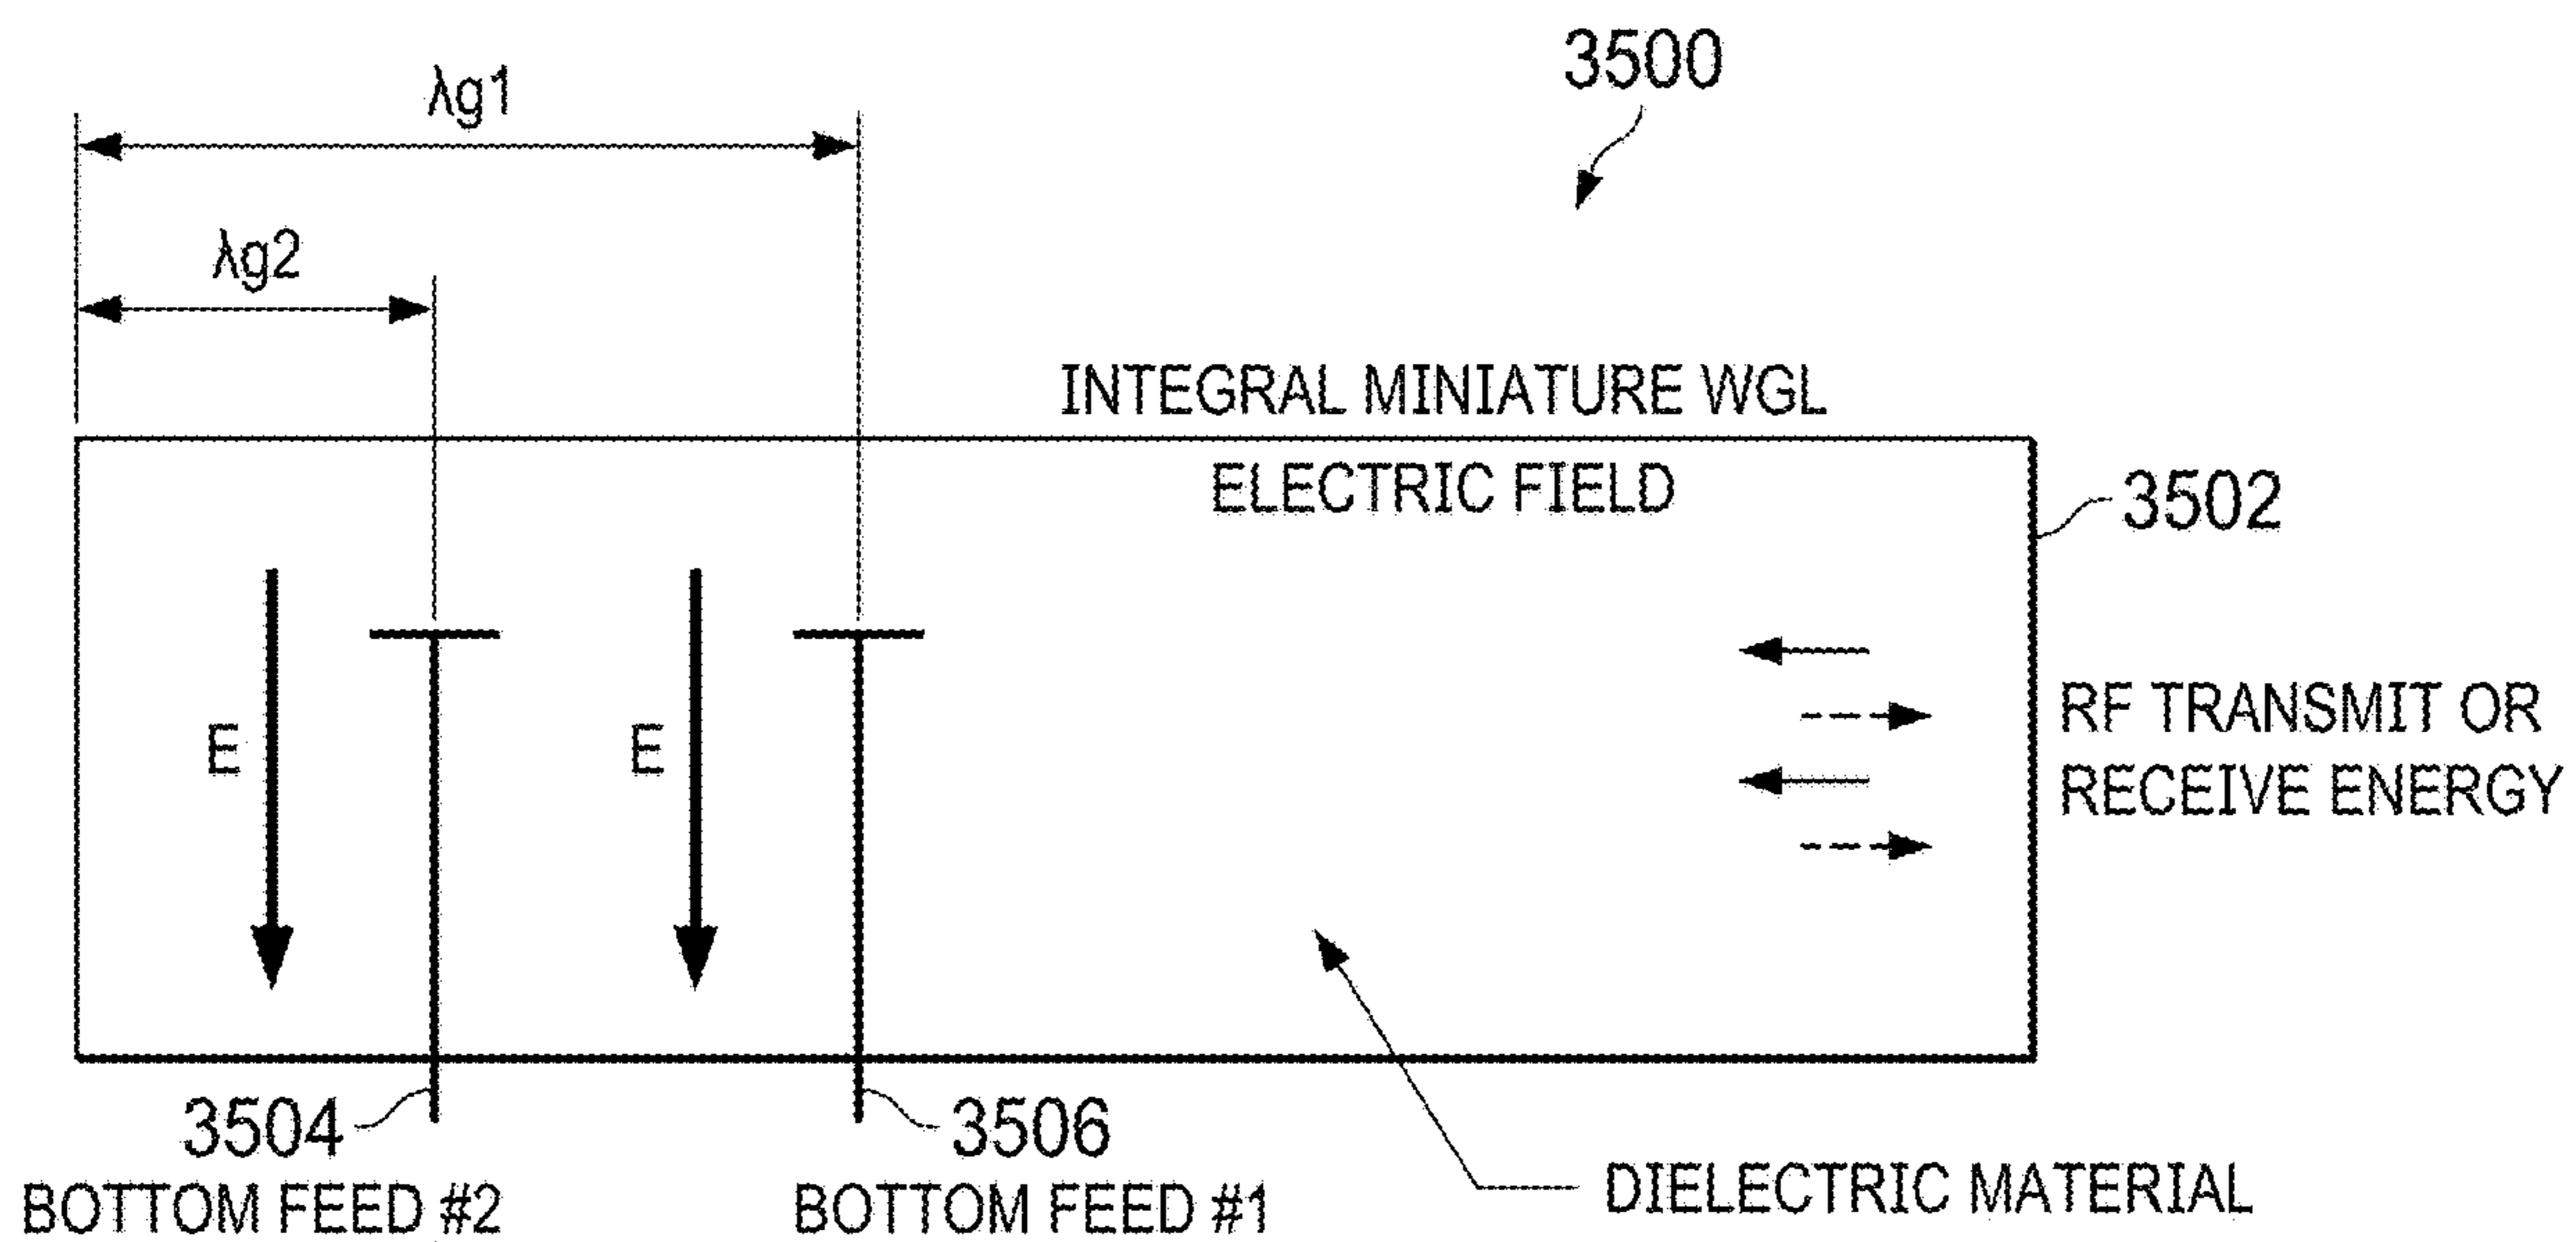 3500
λg1
λg2
INTEGRAL MINIATURE WGL
ELECTRIC FIELD
3502
E
E
RF TRANSMIT OR
RECEIVE ENERGY
3504
BOTTOM FEED #2
3506
BOTTOM FEED #1
DIELECTRIC MATERIAL